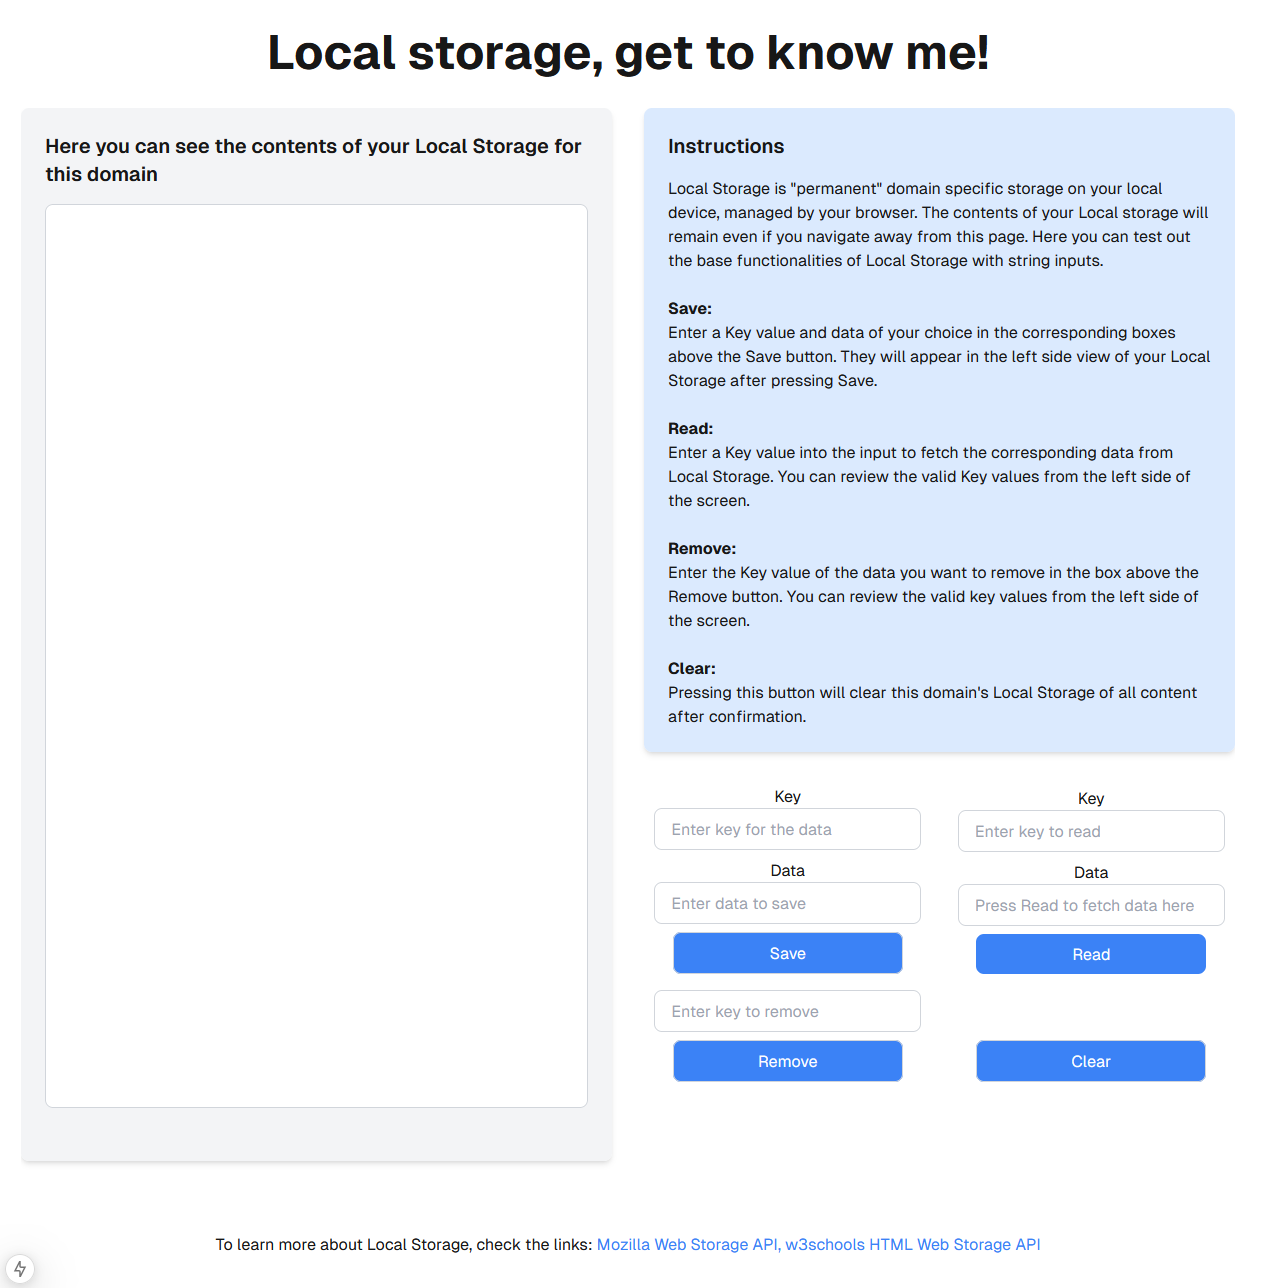 Local storage, get to know me!
Here you can see the contents of your Local Storage for
this domain
Instructions
Local Storage is "permanent" domain specific storage on your local
device, managed by your browser. The contents of your Local storage will
remain even if you navigate away from this page. Here you can test out
the base functionalities of Local Storage with string inputs.
Save:
Enter a Key value and data of your choice in the corresponding boxes
above the Save button. They will appear in the left side view of your Local
Storage after pressing Save.
Read:
Enter a Key value into the input to fetch the corresponding data from
Local Storage. You can review the valid Key values from the left side of
the screen.
Remove:
Enter the Key value of the data you want to remove in the box above the
Remove button. You can review the valid key values from the left side of
the screen.
Clear:
Pressing this button will clear this domain's Local Storage of all content
after confirmation.
Key
Enter key for the data
Data
Enter data to save
Save
Key
Enter key to read
Data
Press Read to fetch data here
Read
Enter key to remove
Remove
Clear
To learn more about Local Storage, check the links: Mozilla Web Storage API, w3schools HTML Web Storage API